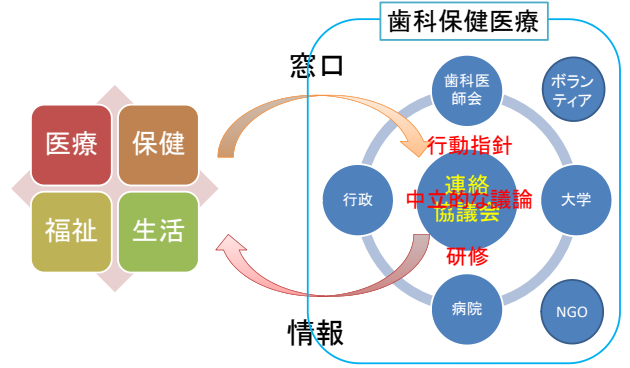 歯科保健医療
窓口
歯科医
師会
ボラン
ティア
医療
保健
行動指針
行政
連絡
中立的な議論
協議会
大学
福祉
生活
研修
病院
NGO
情報